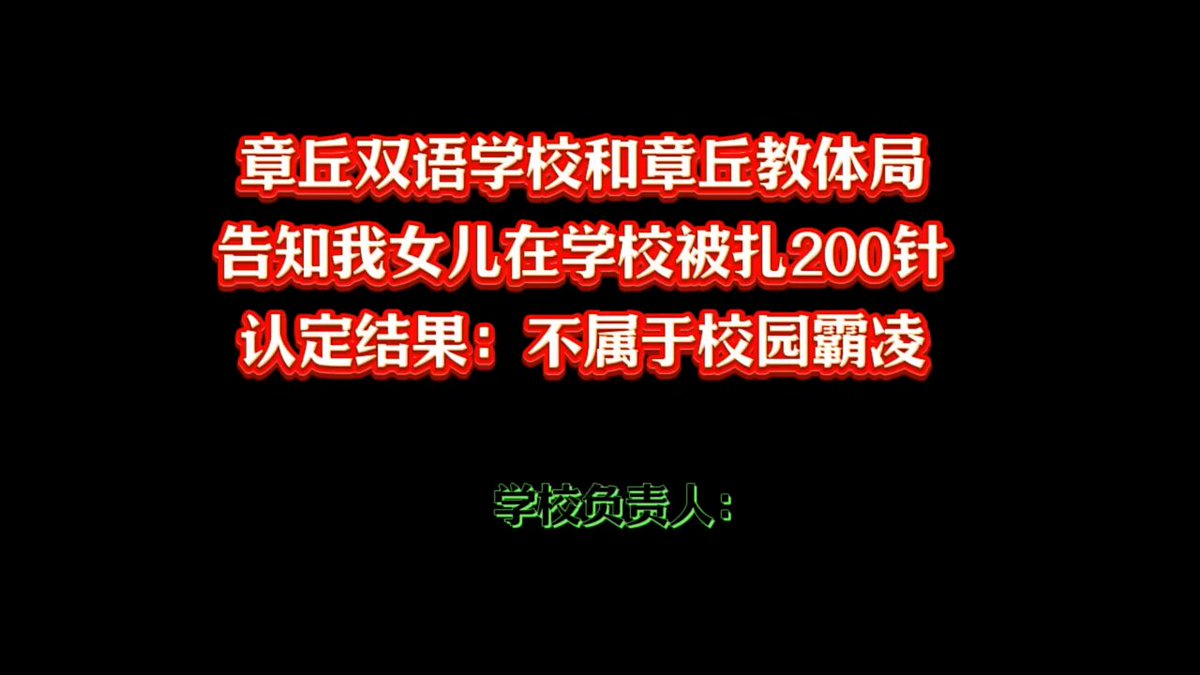 章丘双语学校和章丘教体局
告知我女儿在学校被扎200针
认定结果：不属于校园霸凌
学校负责人：